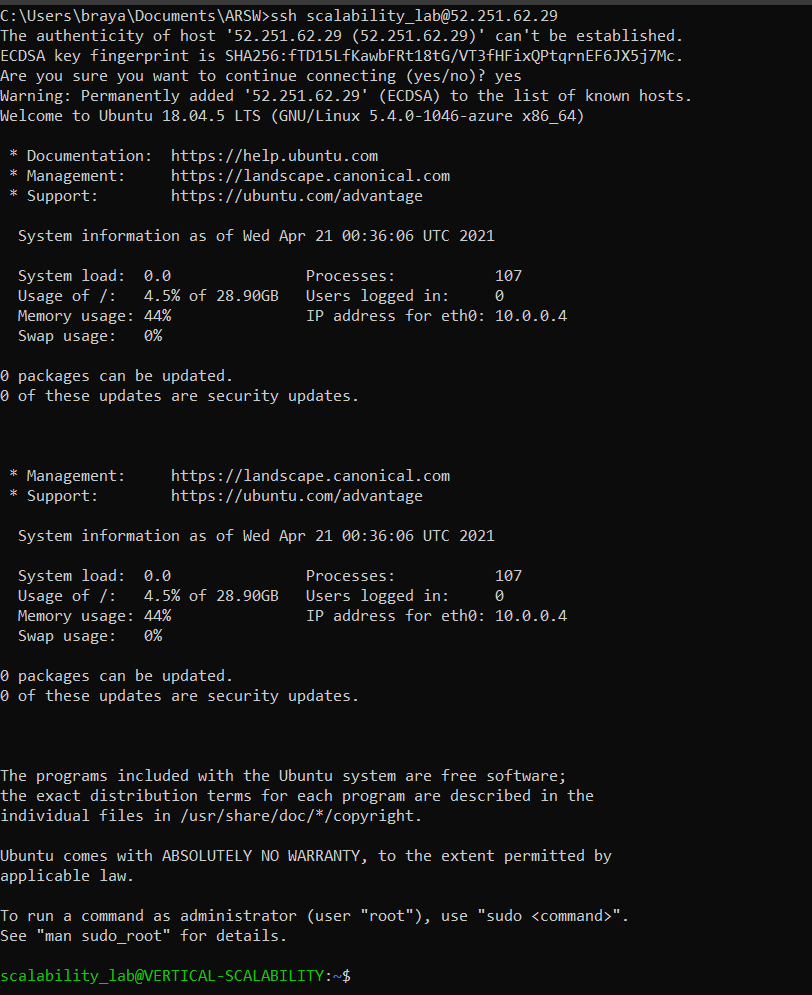 C:\Users\braya\Documents\ARSW>ssh scalability_lab@52.251.62.29
The authenticity of host '52.251.62.29 (52.251.62.29)' can't be established.
ECDSA key fingerprint is SHA256:fTD15LfKawbFRt18tG/VT3fHFixQPtqrnEF6JX5j7Mc.
Are you sure you want to continue connecting (yes/no)? yes
Warning: Permanently added '52.251.62.29' (ECDSA) to the list of known hosts.
Welcome to Ubuntu 18.04.5 LTS (GNU/Linux 5.4.0-1046-azure x86_64)

 * Documentation:  https://help.ubuntu.com
 * Management:     https://landscape.canonical.com
 * Support:        https://ubuntu.com/advantage

  System information as of Wed Apr 21 00:36:06 UTC 2021

  System load:  0.0               Processes:           107
  Usage of /:   4.5% of 28.90GB   Users logged in:     0
  Memory usage: 44%               IP address for eth0: 10.0.0.4
  Swap usage:   0%

0 packages can be updated.
0 of these updates are security updates.

 * Management:     https://landscape.canonical.com
 * Support:        https://ubuntu.com/advantage

  System information as of Wed Apr 21 00:36:06 UTC 2021

  System load:  0.0               Processes:           107
  Usage of /:   4.5% of 28.90GB   Users logged in:     0
  Memory usage: 44%               IP address for eth0: 10.0.0.4
  Swap usage:   0%

0 packages can be updated.
0 of these updates are security updates.

The programs included with the Ubuntu system are free software;
the exact distribution terms for each program are described in the
individual files in /usr/share/doc/*/copyright.

Ubuntu comes with ABSOLUTELY NO WARRANTY, to the extent permitted by
applicable law.

To run a command as administrator (user "root"), use "sudo <command>".
See "man sudo_root" for details.

scalability_lab@VERTICAL-SCALABILITY:~$